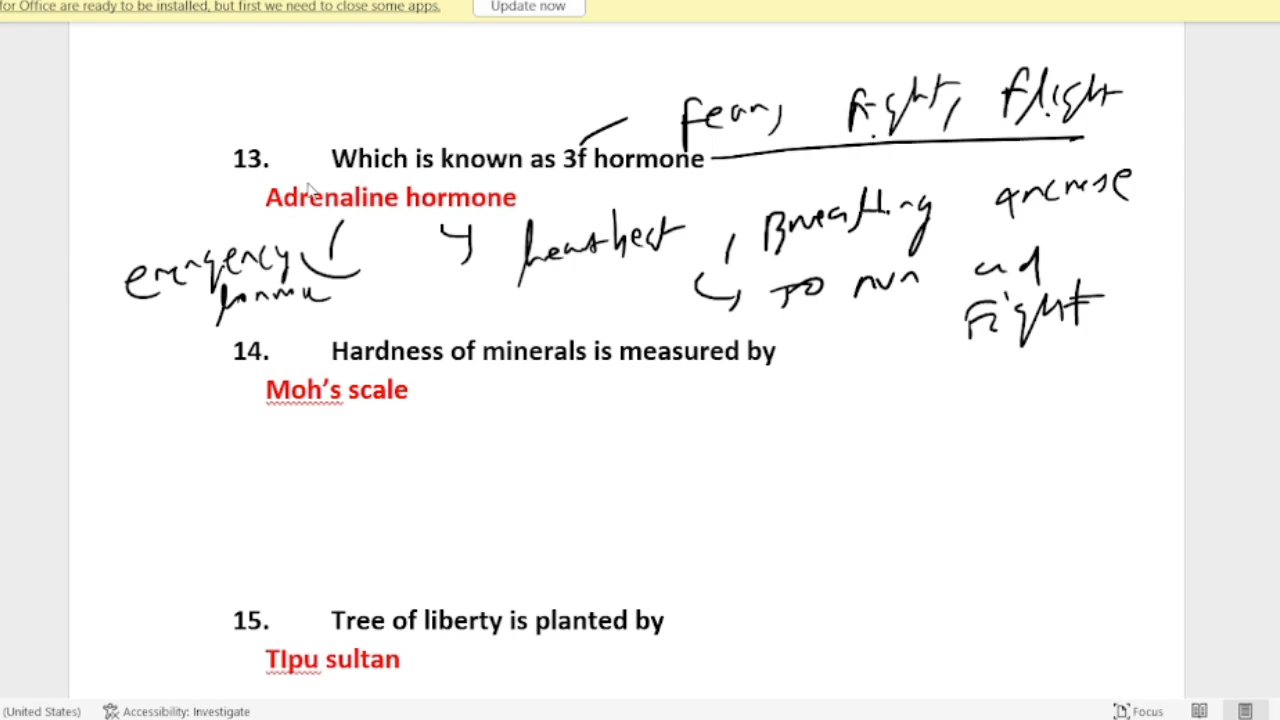 for Office are ready to be installed, but first we need to close some apps. Update now
Fear, Fight, Flight
13. Which is known as 3f hormone
Adrenaline hormone
heartbeat, Breathing increase
emergency
To run and
Fight
14. Hardness of minerals is measured by
Moh's scale
15. Tree of liberty is planted by
TIpu sultan
(United States) Accessibility: Investigate Focus